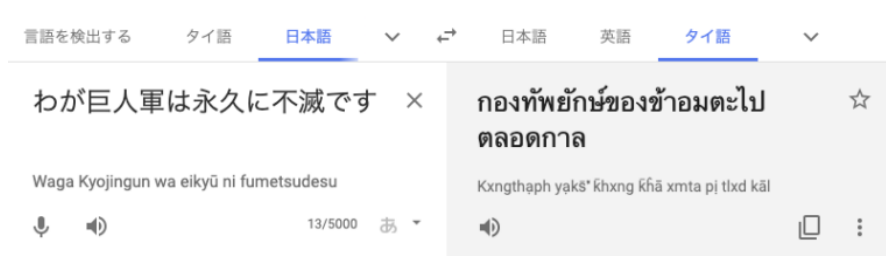 言語を検出する タイ語 日本語 日本語 英語 タイ語
わが巨人軍は永久に不滅です
กองทัพยักษ์ของข้าอมตะไป
ตลอดกาล
Waga Kyojingun wa eikyū ni fumetsudesu
Kxngthaph yạks̄ʹ k̄hxng k̄ĥā xmta pị tlxd kāl
13/5000 あ